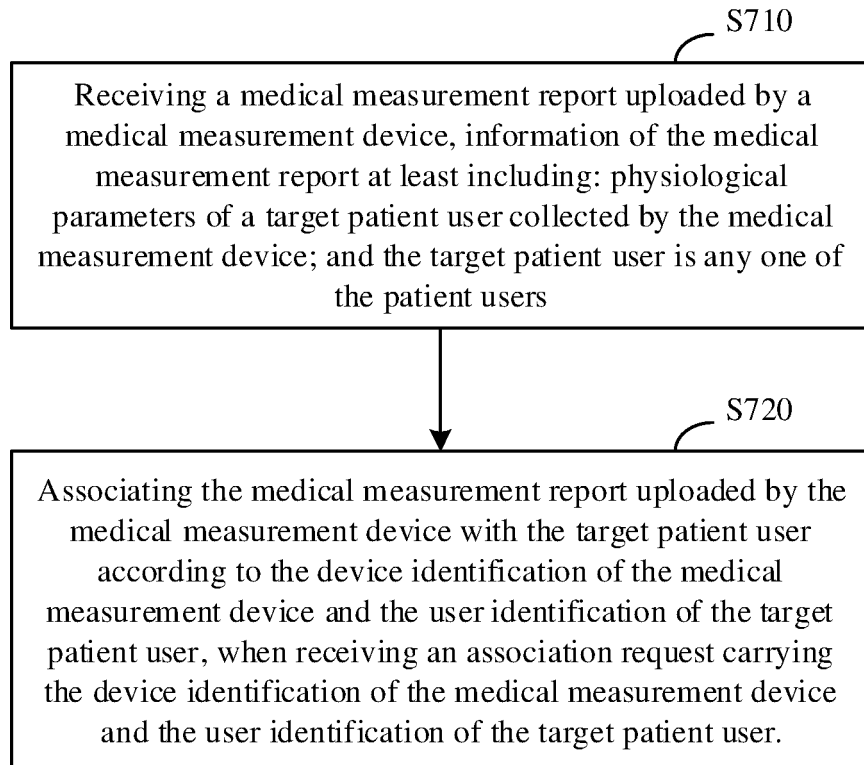 S710
Receiving a medical measurement report uploaded by a
medical measurement device, information of the medical
measurement report at least including: physiological
parameters of a target patient user collected by the medical
measurement device; and the target patient user is any one of
the patient users
S720
Associating the medical measurement report uploaded by the
medical measurement device with the target patient user
according to the device identification of the medical
measurement device and the user identification of the target
patient user, when receiving an association request carrying
the device identification of the medical measurement device
and the user identification of the target patient user.